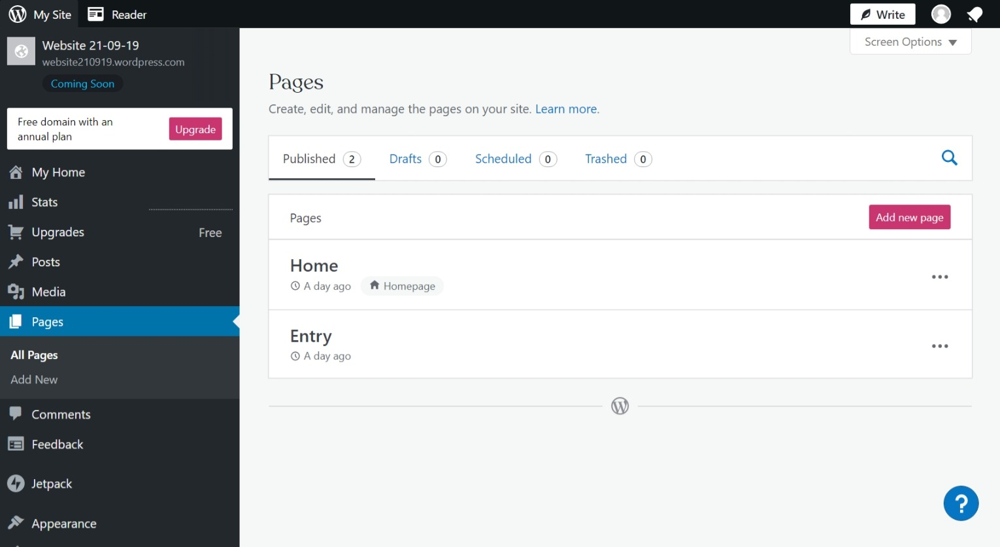 My Site
Reader
Write
Website 21-09-19
website210919.wordpress.com
Coming Soon
Free domain with an
annual plan
Upgrade
My Home
Stats
Upgrades
Free
Posts
Media
Pages
All Pages
Add New
Comments
Feedback
Jetpack
Appearance
Screen Options
Pages
Create, edit, and manage the pages on your site. Learn more.
Published 2
Drafts 0
Scheduled 0
Trashed 0
Pages
Add new page
Home
A day ago
Homepage
Entry
A day ago
?